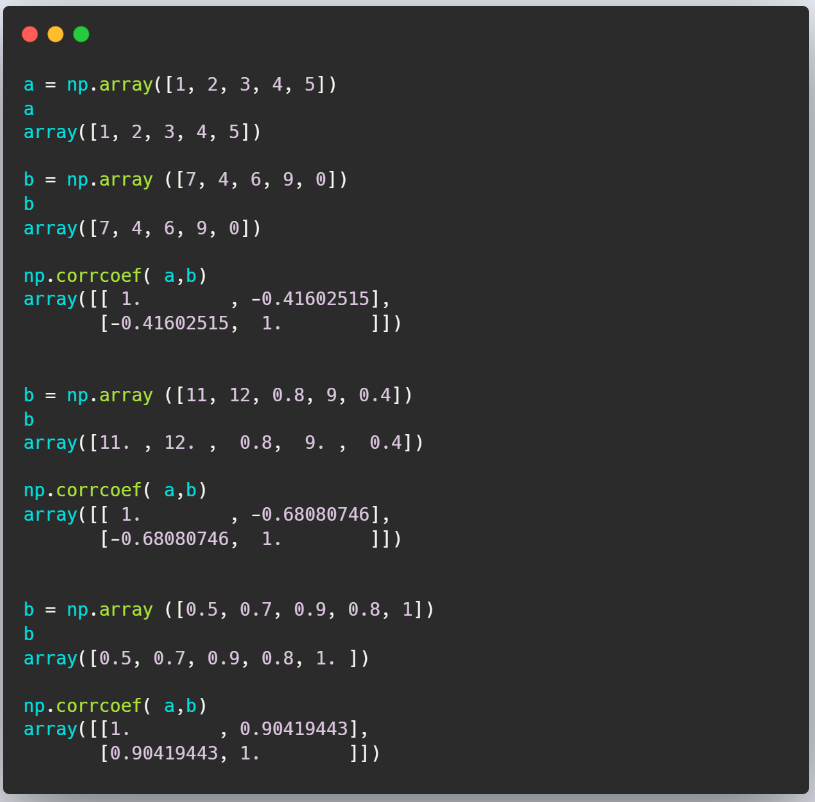 a = np.array([1, 2, 3, 4, 5])
a
array([1, 2, 3, 4, 5])
b = np.array ([7, 4, 6, 9, 0])
b
array([7, 4, 6, 9, 0])
np.corrcoef( a,b)
array([[ 1.        , -0.41602515],
       [-0.41602515,  1.        ]])
b = np.array ([11, 12, 0.8, 9, 0.4])
b
array([11. , 12. ,  0.8,  9. ,  0.4])
np.corrcoef( a,b)
array([[ 1.        , -0.68080746],
       [-0.68080746,  1.        ]])
b = np.array ([0.5, 0.7, 0.9, 0.8, 1])
b
array([0.5, 0.7, 0.9, 0.8, 1. ])
np.corrcoef( a,b)
array([[1.        , 0.90419443],
       [0.90419443, 1.        ]])